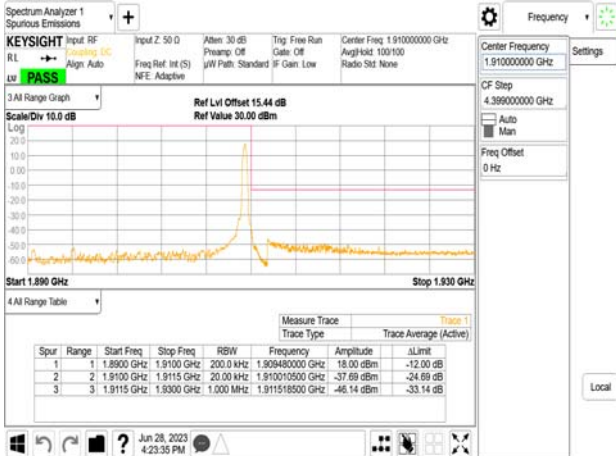 Spectrum Analyzer 1
Spurious Emissions
+
Frequency
KEYSIGHT
RL
LVI PASS
Input: RF
Coupling: DC
Align: Auto
Input Z: 50 Ω
Freq Ref: Int (S)
NFE: Adaptive
Atten: 30 dB
Preamp: Off
µW Path: Standard
Trig: Free Run
Gate: Off
IF Gain: Low
Center Freq: 1.910000000 GHz
Avg|Hold: 100/100
Radio Std: None
Center Frequency
1.910000000 GHz
Settings
CF Step
4.399000000 GHz
Auto
Man
Freq Offset
0 Hz
Local
3 All Range Graph
Scale/Div 10.0 dB
Ref Lvl Offset 15.44 dB
Ref Value 30.00 dBm
Log
20.0
10.0
0.00
-10.0
-20.0
-30.0
-40.0
-50.0
-60.0
Start 1.890 GHz
Stop 1.930 GHz
4 All Range Table
Measure Trace Trace 1
Trace Type Trace Average (Active)
Spur Range Start Freq Stop Freq RBW Frequency Amplitude ΔLimit
1 1 1.8900 GHz 1.9100 GHz 200.0 kHz 1.909480000 GHz 18.00 dBm -12.00 dB
2 2 1.9100 GHz 1.9115 GHz 20.00 kHz 1.910010500 GHz -37.69 dBm -24.69 dB
3 3 1.9115 GHz 1.9300 GHz 1.000 MHz 1.911518500 GHz -46.14 dBm -33.14 dB
?
Jun 28, 2023
4:23:35 PM